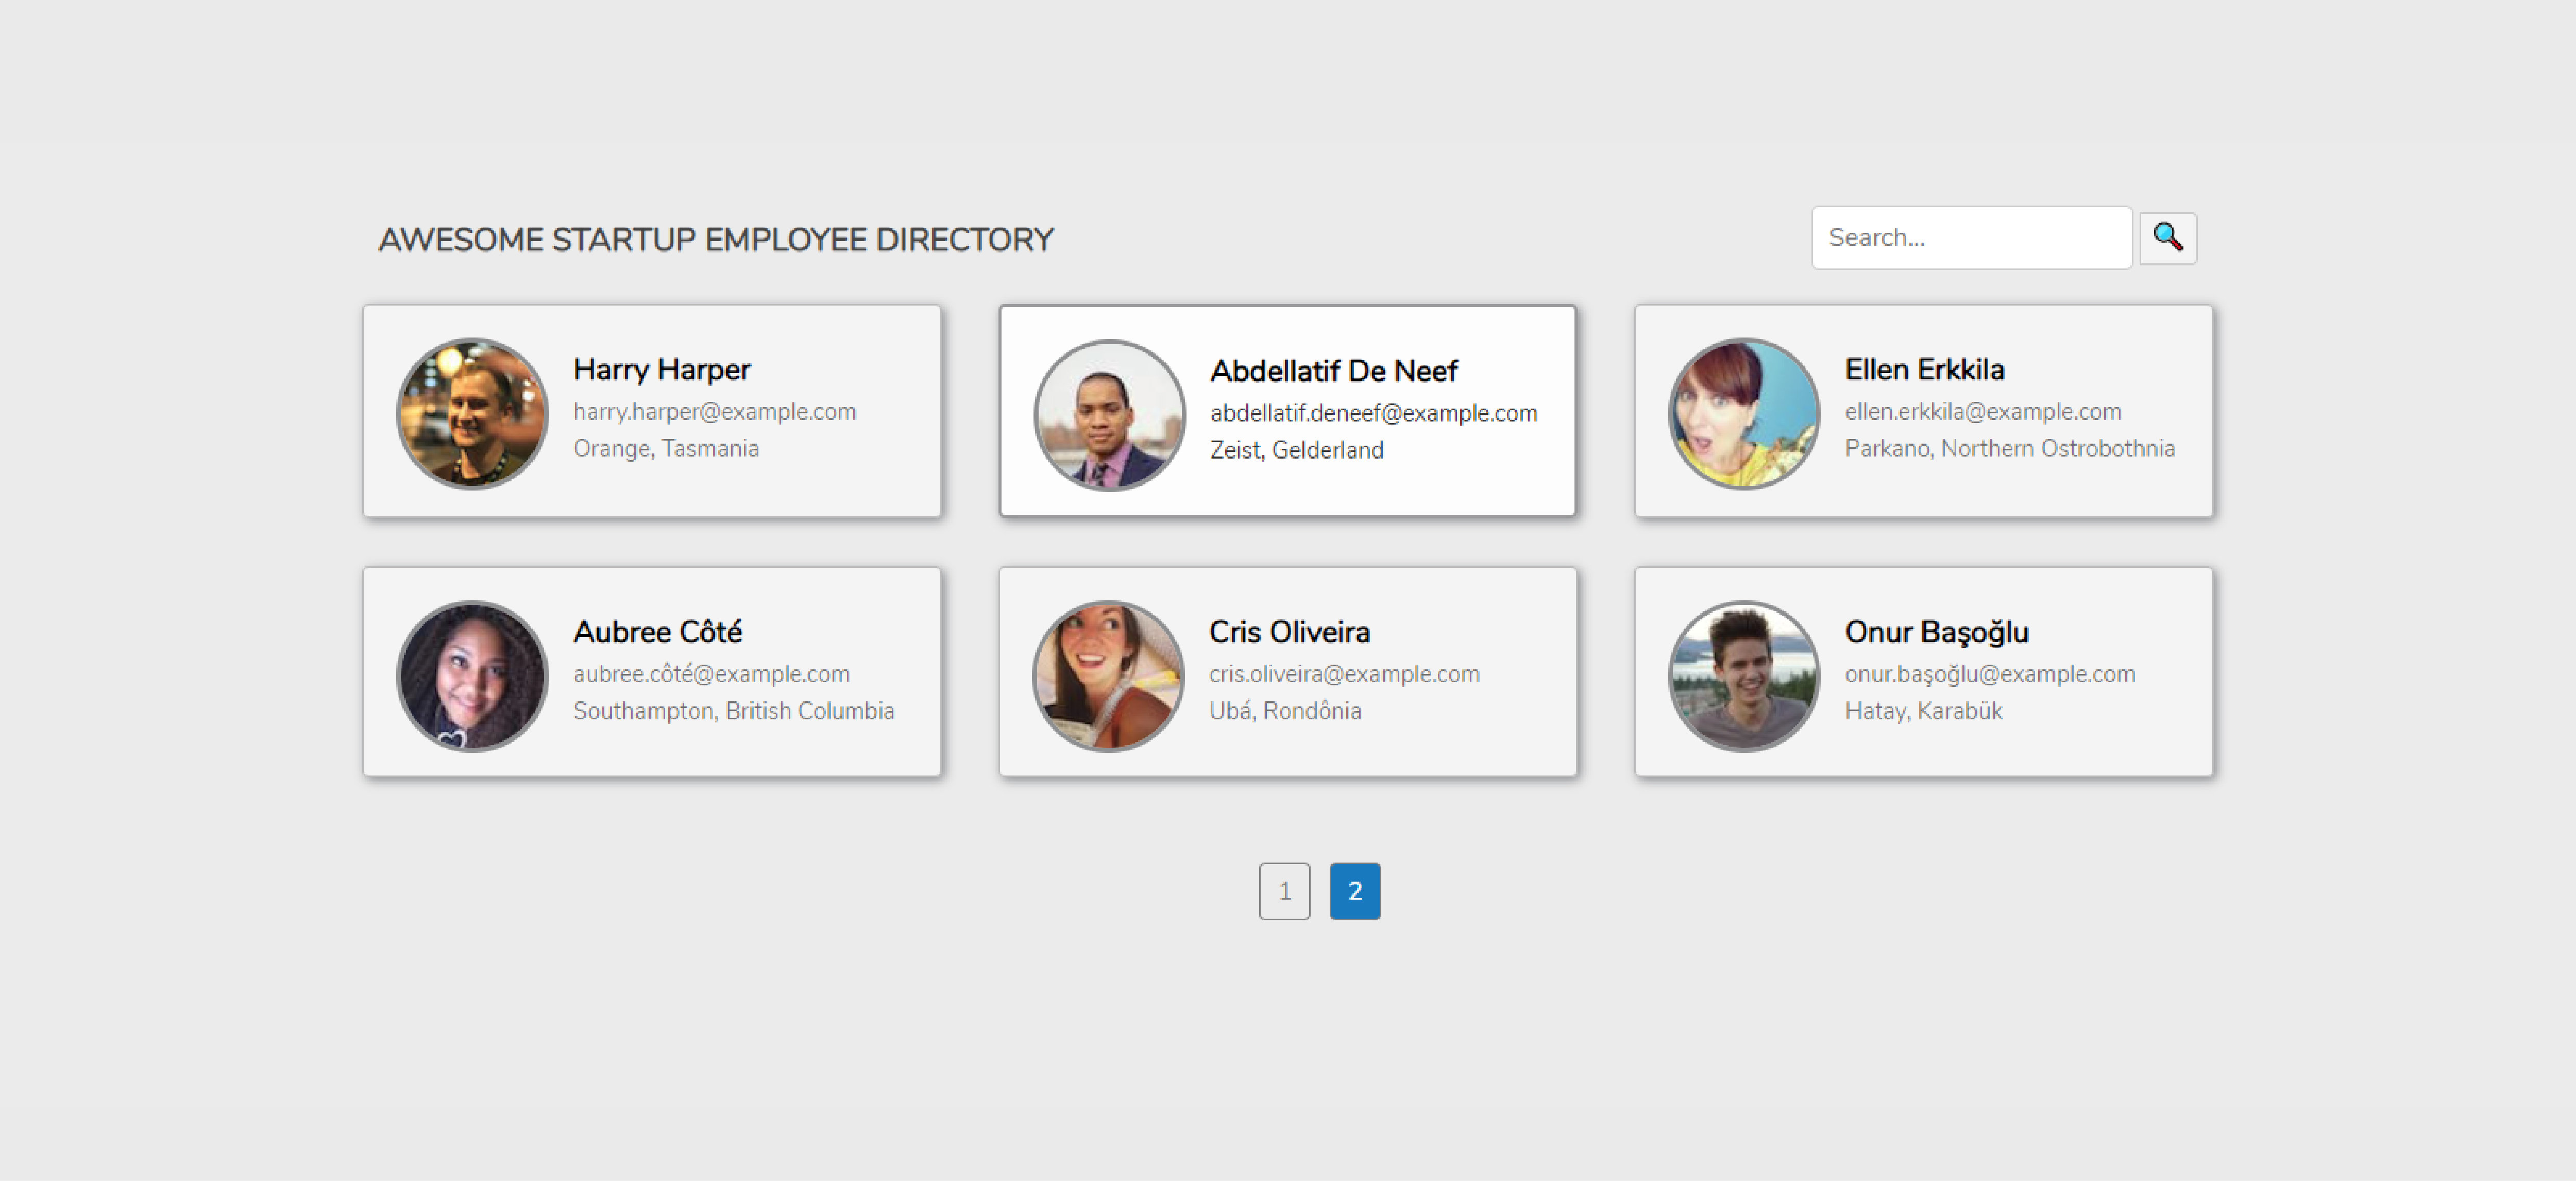 AWESOME STARTUP EMPLOYEE DIRECTORY
Search...
Harry Harper
harry.harper@example.com
Orange, Tasmania
Abdellatif De Neef
abdellatif.deneef@example.com
Zeist, Gelderland
Ellen Erkkila
ellen.erkkila@example.com
Parkano, Northern Ostrobothnia
Aubree Côté
aubree.côté@example.com
Southampton, British Columbia
Cris Oliveira
cris.oliveira@example.com
Ubá, Rondônia
Onur Başoğlu
onur.başoğlu@example.com
Hatay, Karabük
1 2